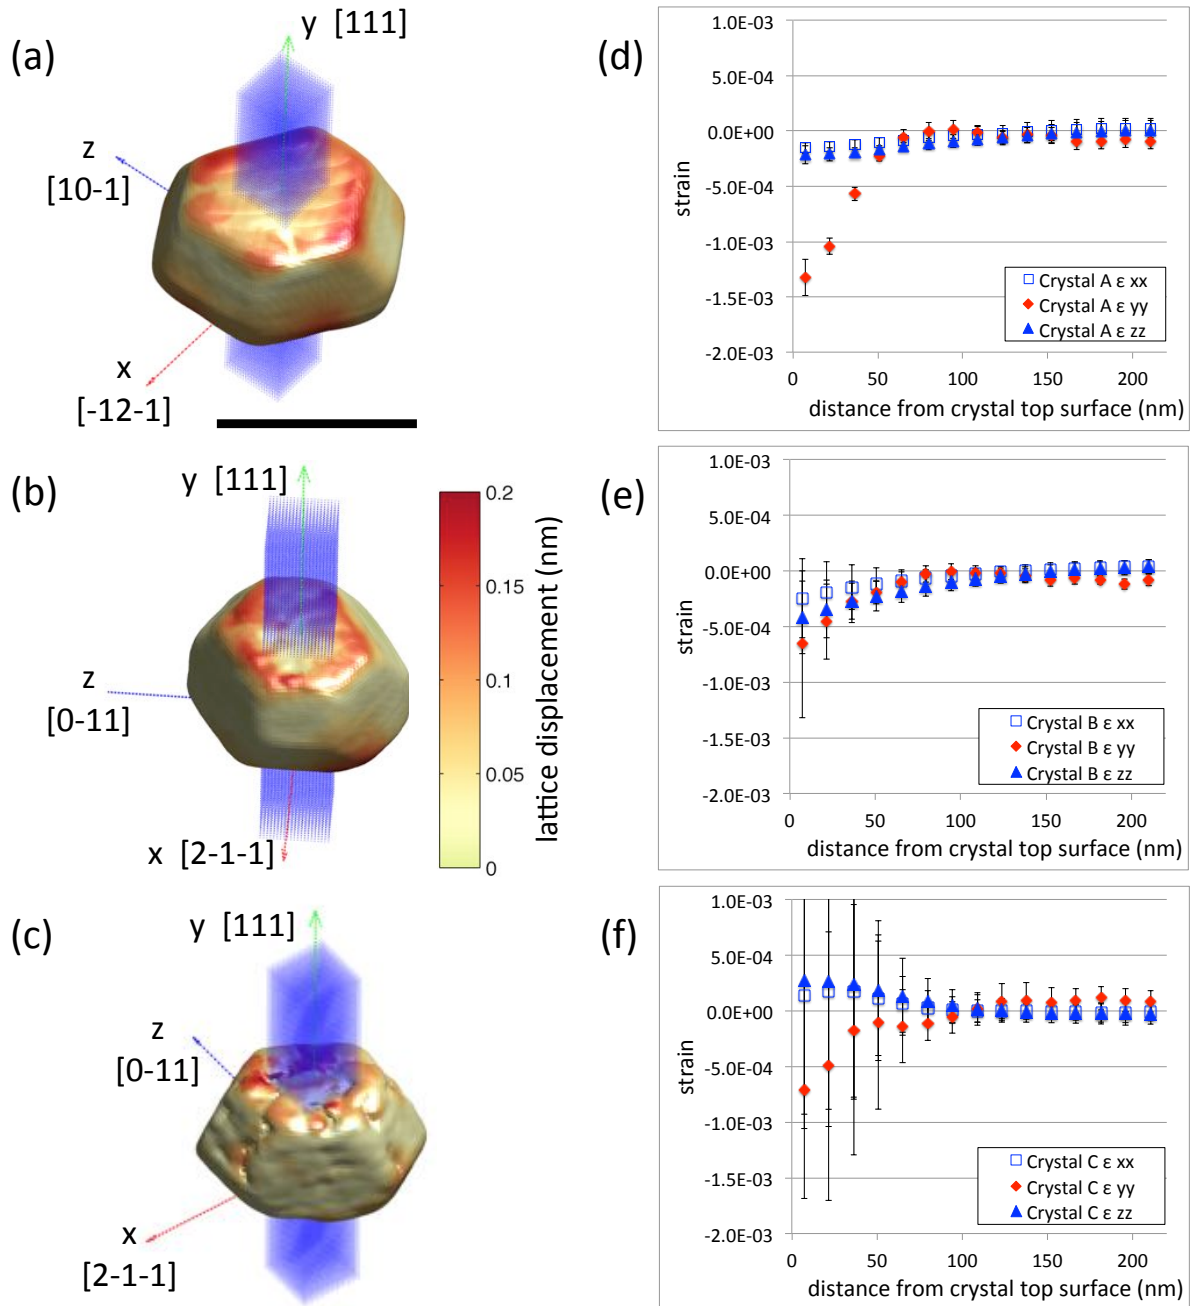 (a)
y [111]
z
[10-1]
x
[-12-1]
(d)
1.0E-03
5.0E-04
0.0E+00
-5.0E-04
-1.0E-03
-1.5E-03
-2.0E-03
strain
Crystal A ε xx
Crystal A ε yy
Crystal A ε zz
0 50 100 150 200
distance from crystal top surface (nm)
(b)
y [111]
z
[0-11]
x [2-1-1]
0.2
0.15
0.1
0.05
0
lattice displacement (nm)
(e)
1.0E-03
5.0E-04
0.0E+00
-5.0E-04
-1.0E-03
-1.5E-03
-2.0E-03
strain
Crystal B ε xx
Crystal B ε yy
Crystal B ε zz
0 50 100 150 200
distance from crystal top surface (nm)
(c)
y [111]
z
[0-11]
x
[2-1-1]
(f)
1.0E-03
5.0E-04
0.0E+00
-5.0E-04
-1.0E-03
-1.5E-03
-2.0E-03
strain
Crystal C ε xx
Crystal C ε yy
Crystal C ε zz
0 50 100 150 200
distance from crystal top surface (nm)